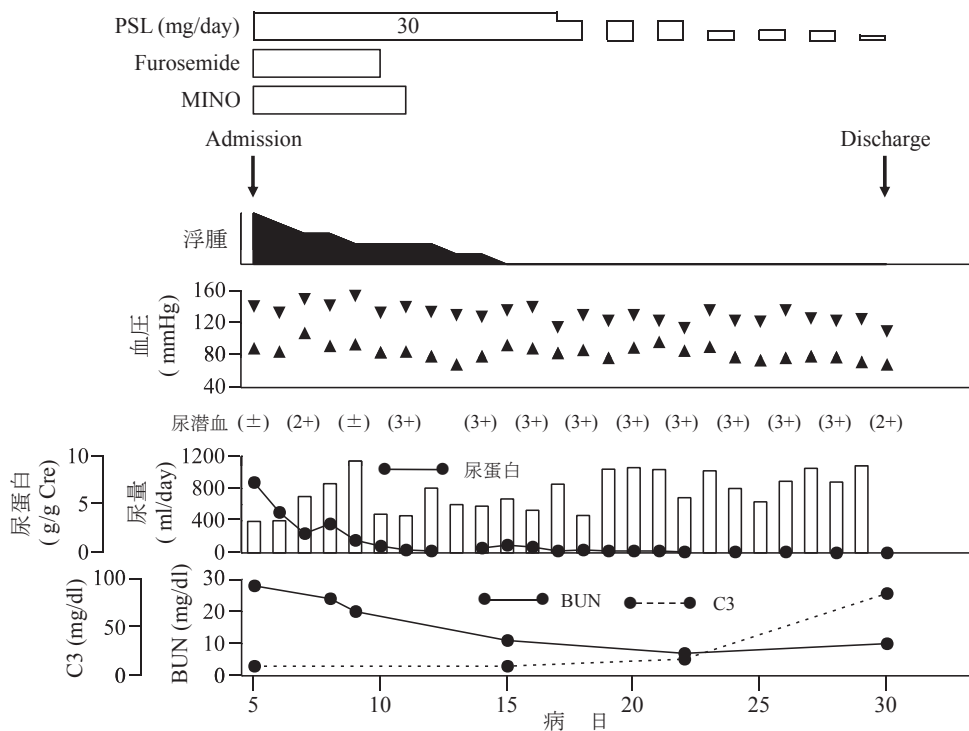 PSL (mg/day) 30
Furosemide
MINO
Admission Discharge
浮腫
血圧
( mmHg)
160
120
80
40
尿潜血 (±) (2+) (±) (3+) (3+) (3+) (3+) (3+) (3+) (3+) (3+) (3+) (2+)
尿蛋白
( g/g Cre)
10
5
0
尿量
( ml/day)
1200
800
400
0
尿蛋白
C3 (mg/dl)
100
50
0
BUN (mg/dl)
30
20
10
0
BUN C3
5 10 15 20 25 30
病 日